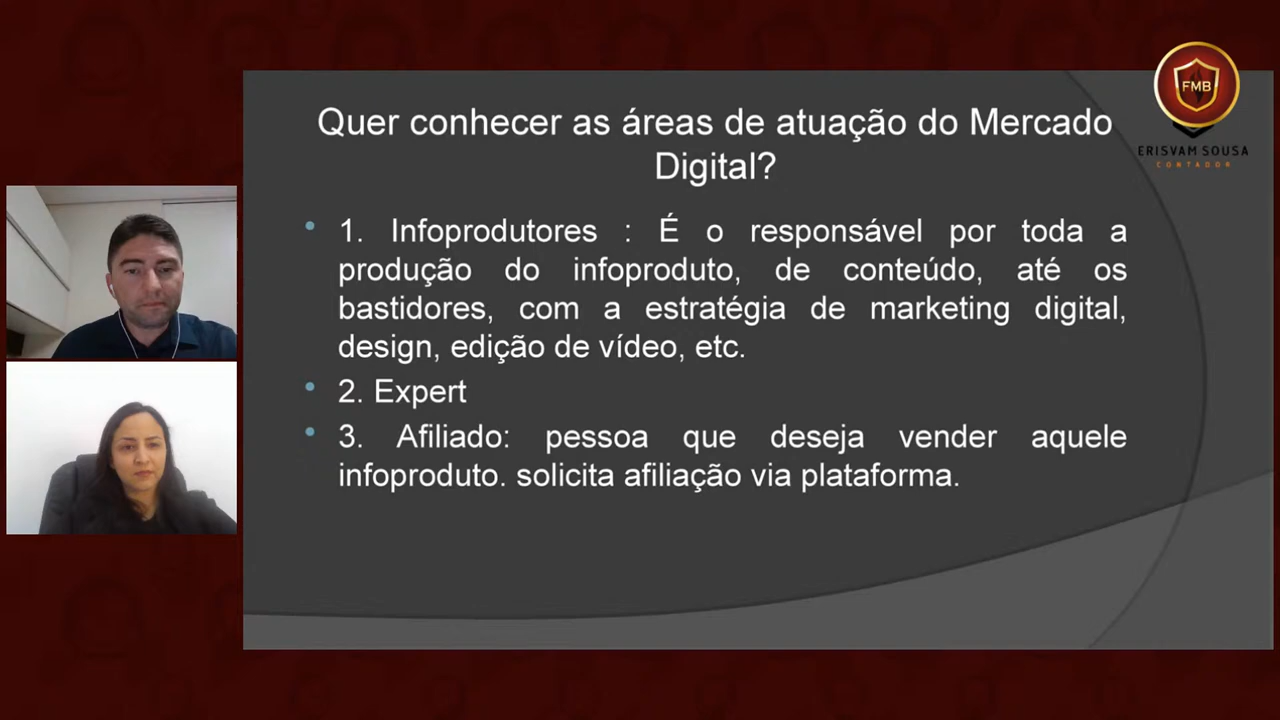 FMB
ERISVAM SOUSA
CONTADOR
Quer conhecer as áreas de atuação do Mercado
Digital?
• 1. Infoprodutores : É o responsável por toda a
produção do infoproduto, de conteúdo, até os
bastidores, com a estratégia de marketing digital,
design, edição de vídeo, etc.
• 2. Expert
• 3. Afiliado: pessoa que deseja vender aquele
infoproduto. solicita afiliação via plataforma.